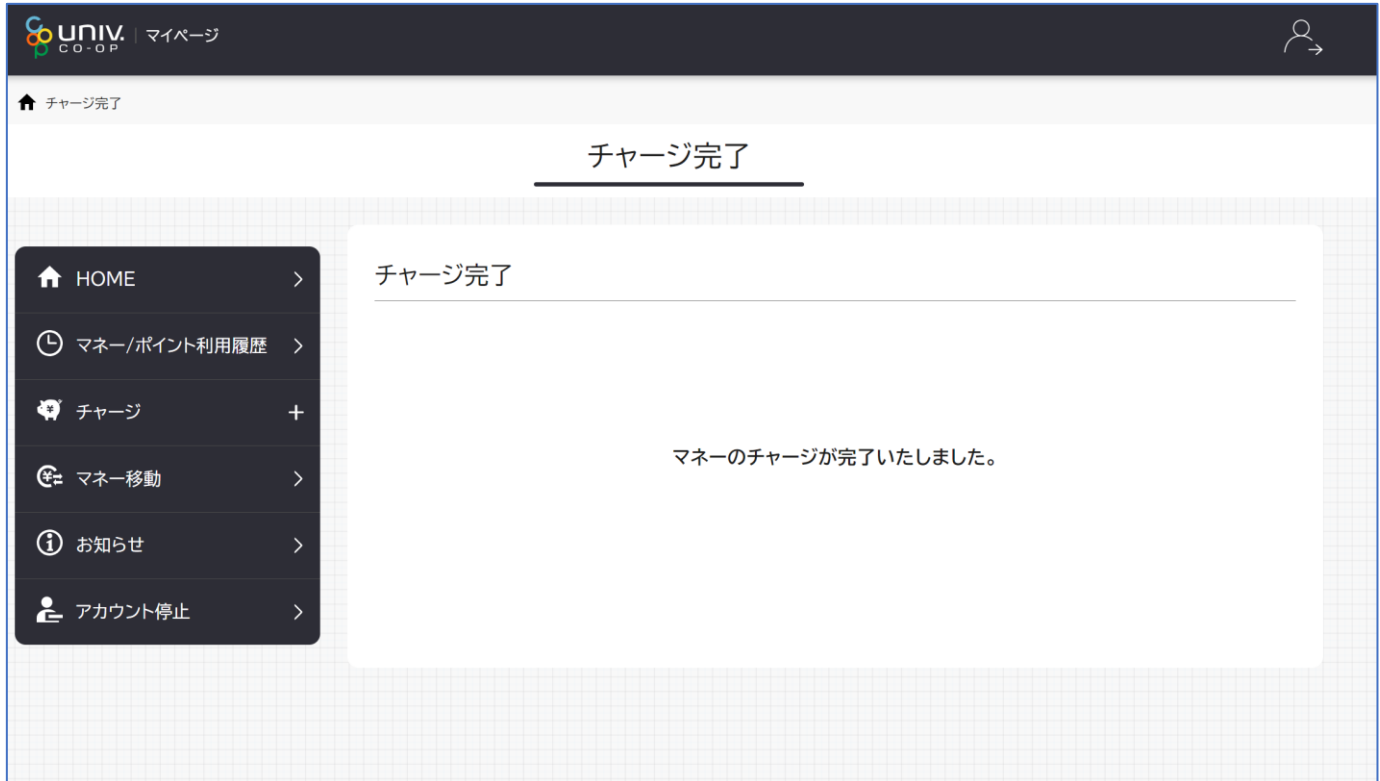 univ. CO-OP マイページ
チャージ完了
チャージ完了
HOME
マネー/ポイント利用履歴
チャージ
マネー移動
お知らせ
アカウント停止
チャージ完了
マネーのチャージが完了いたしました。